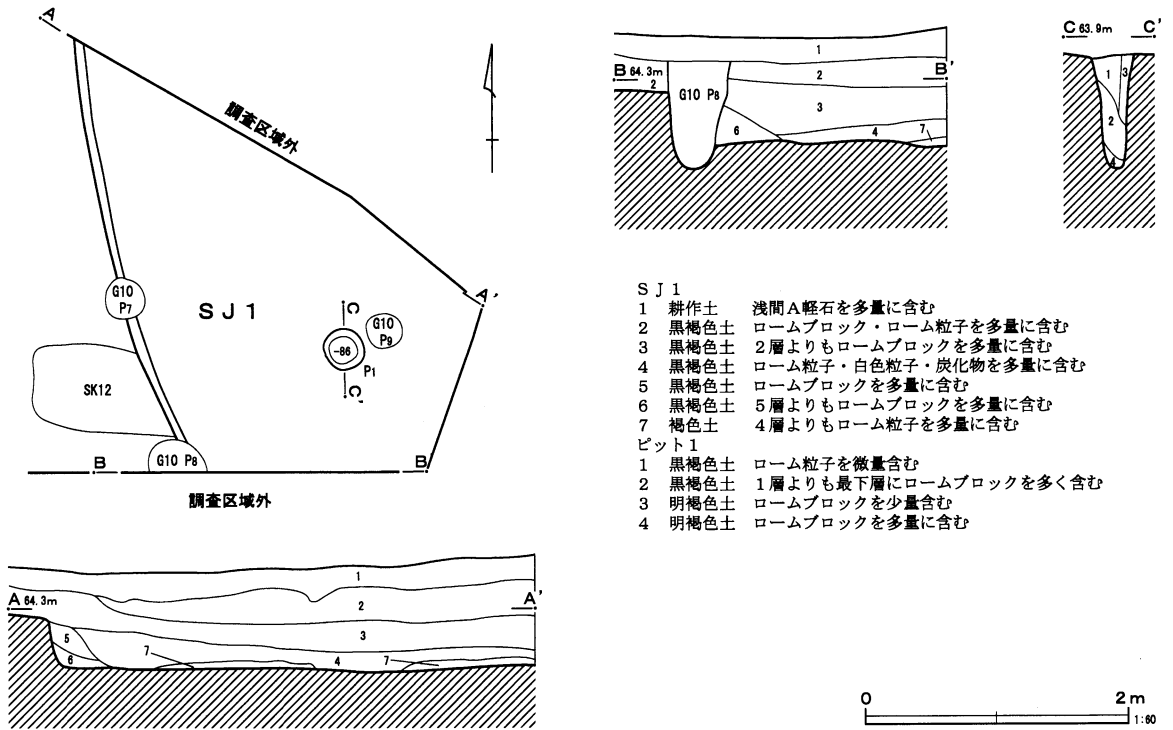 A
調査区域外
G10 P7
SJ1
C
G10 P9
-86
P1
C'
A'
SK12
B
G10 P8
B'
調査区域外
1
B 64.3m
2
B'
2
G10 P8
3
6
4
7
C 63.9m
C'
1
3
2
4
SJ1
1 耕作土 浅間A軽石を多量に含む
2 黒褐色土 ロームブロック・ローム粒子を多量に含む
3 黒褐色土 2層よりもロームブロックを多量に含む
4 黒褐色土 ローム粒子・白色粒子・炭化物を多量に含む
5 黒褐色土 ロームブロックを多量に含む
6 黒褐色土 5層よりもロームブロックを多量に含む
7 褐色土 4層よりもローム粒子を多量に含む
ピット1
1 黒褐色土 ローム粒子を微量含む
2 黒褐色土 1層よりも最下層にロームブロックを多く含む
3 明褐色土 ロームブロックを少量含む
4 明褐色土 ロームブロックを多量に含む
1
A 64.3m
2
A'
3
5
6
7
4
7
0
2m
1:60